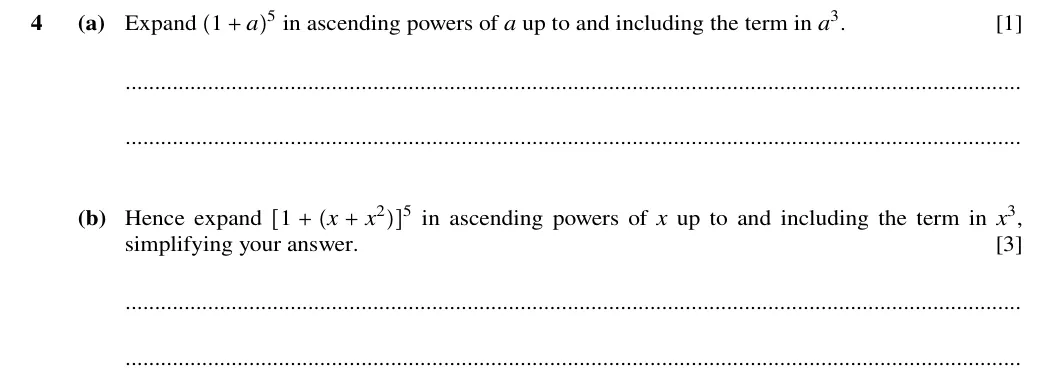 4 (a) Expand (1 + a)⁵ in ascending powers of a up to and including the term in a³. [1]
(b) Hence expand [1 + (x + x²)]⁵ in ascending powers of x up to and including the term in x³,
simplifying your answer. [3]